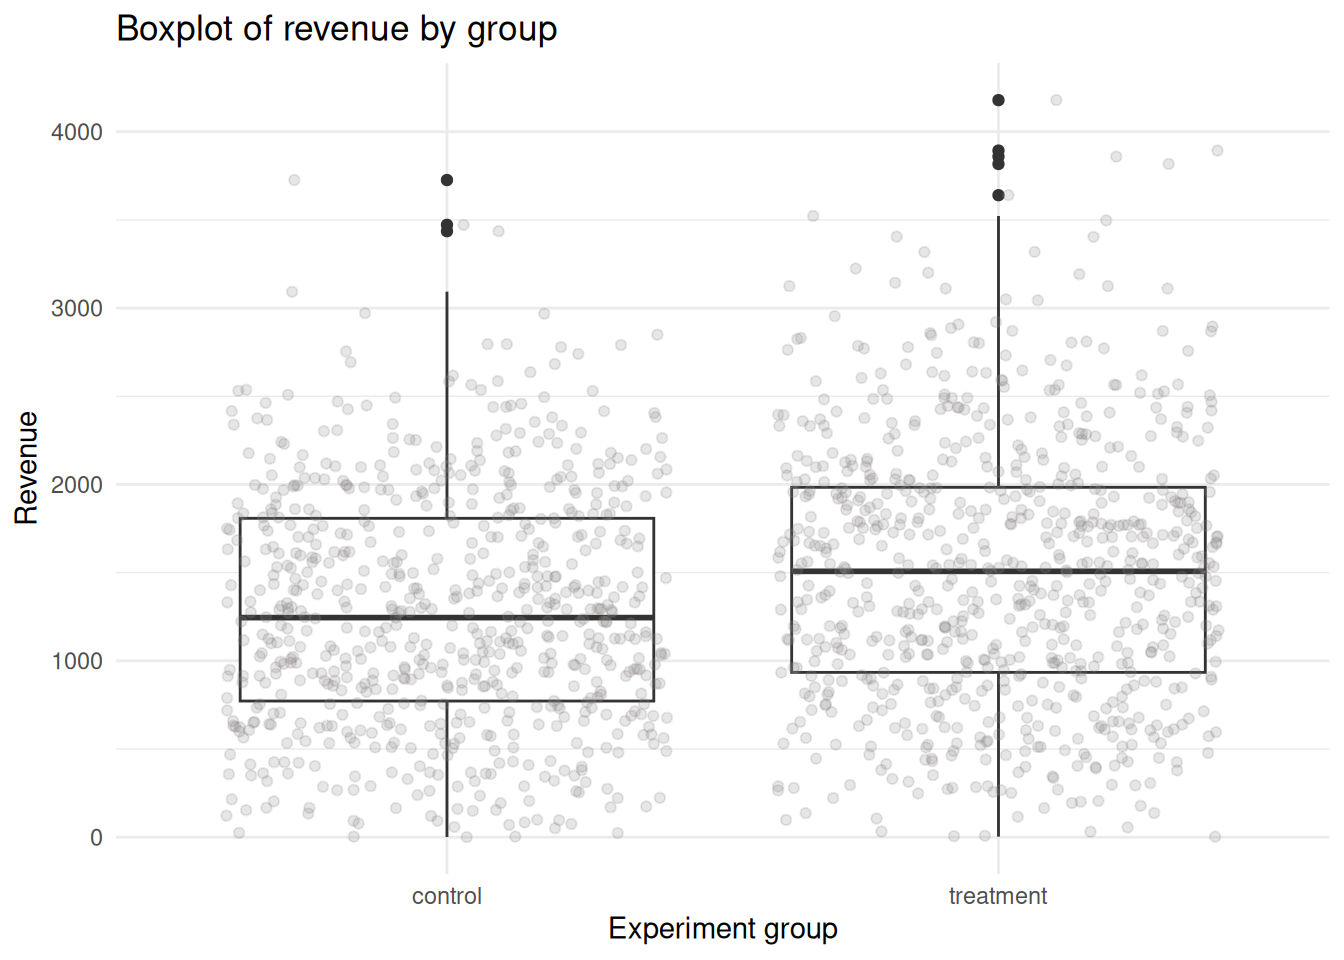 Boxplot of revenue by group
4000
3000
2000
1000
0
Revenue
control
treatment
Experiment group